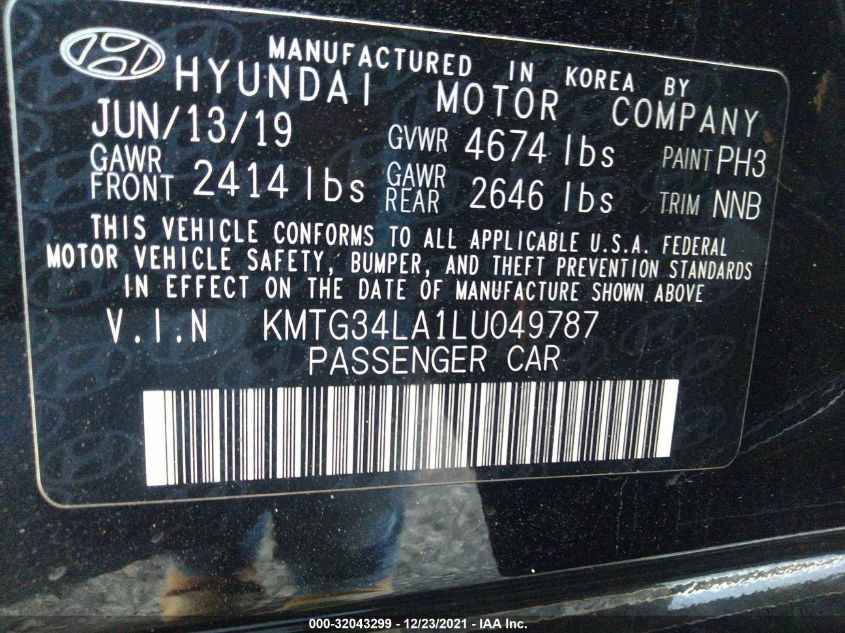 MANUFACTURED IN KOREA BY
HYUNDAI MOTOR COMPANY
JUN/13/19 GVWR 4674 lbs PAINT PH3
GAWR FRONT 2414 lbs GAWR REAR 2646 lbs TRIM NNB
THIS VEHICLE CONFORMS TO ALL APPLICABLE U.S.A. FEDERAL
MOTOR VEHICLE SAFETY, BUMPER, AND THEFT PREVENTION STANDARDS
IN EFFECT ON THE DATE OF MANUFACTURE SHOWN ABOVE
V.I.N KMTG34LA1LU049787
PASSENGER CAR
000-32043299 - 12/23/2021 - IAA Inc.